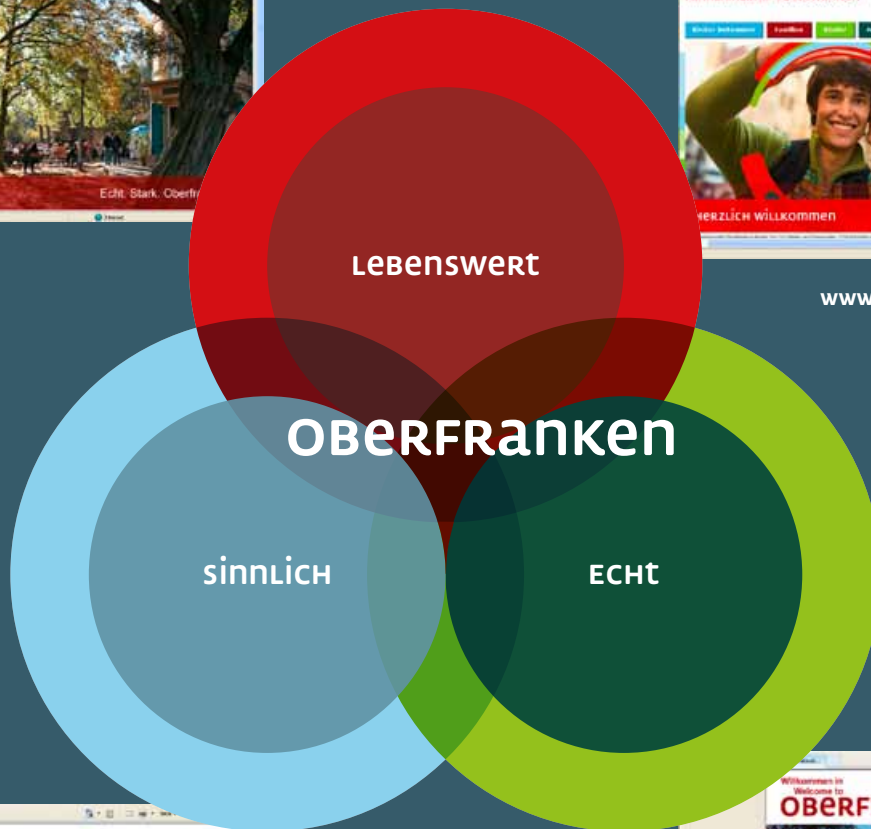 Echt. Stark. Oberfr
HERZLICH WILLKOMMEN
LeBenSWeRt
www
OBeRFRanKen
SinnLiCH
ECHt
Willkommen in
Welcome to
OBeRF